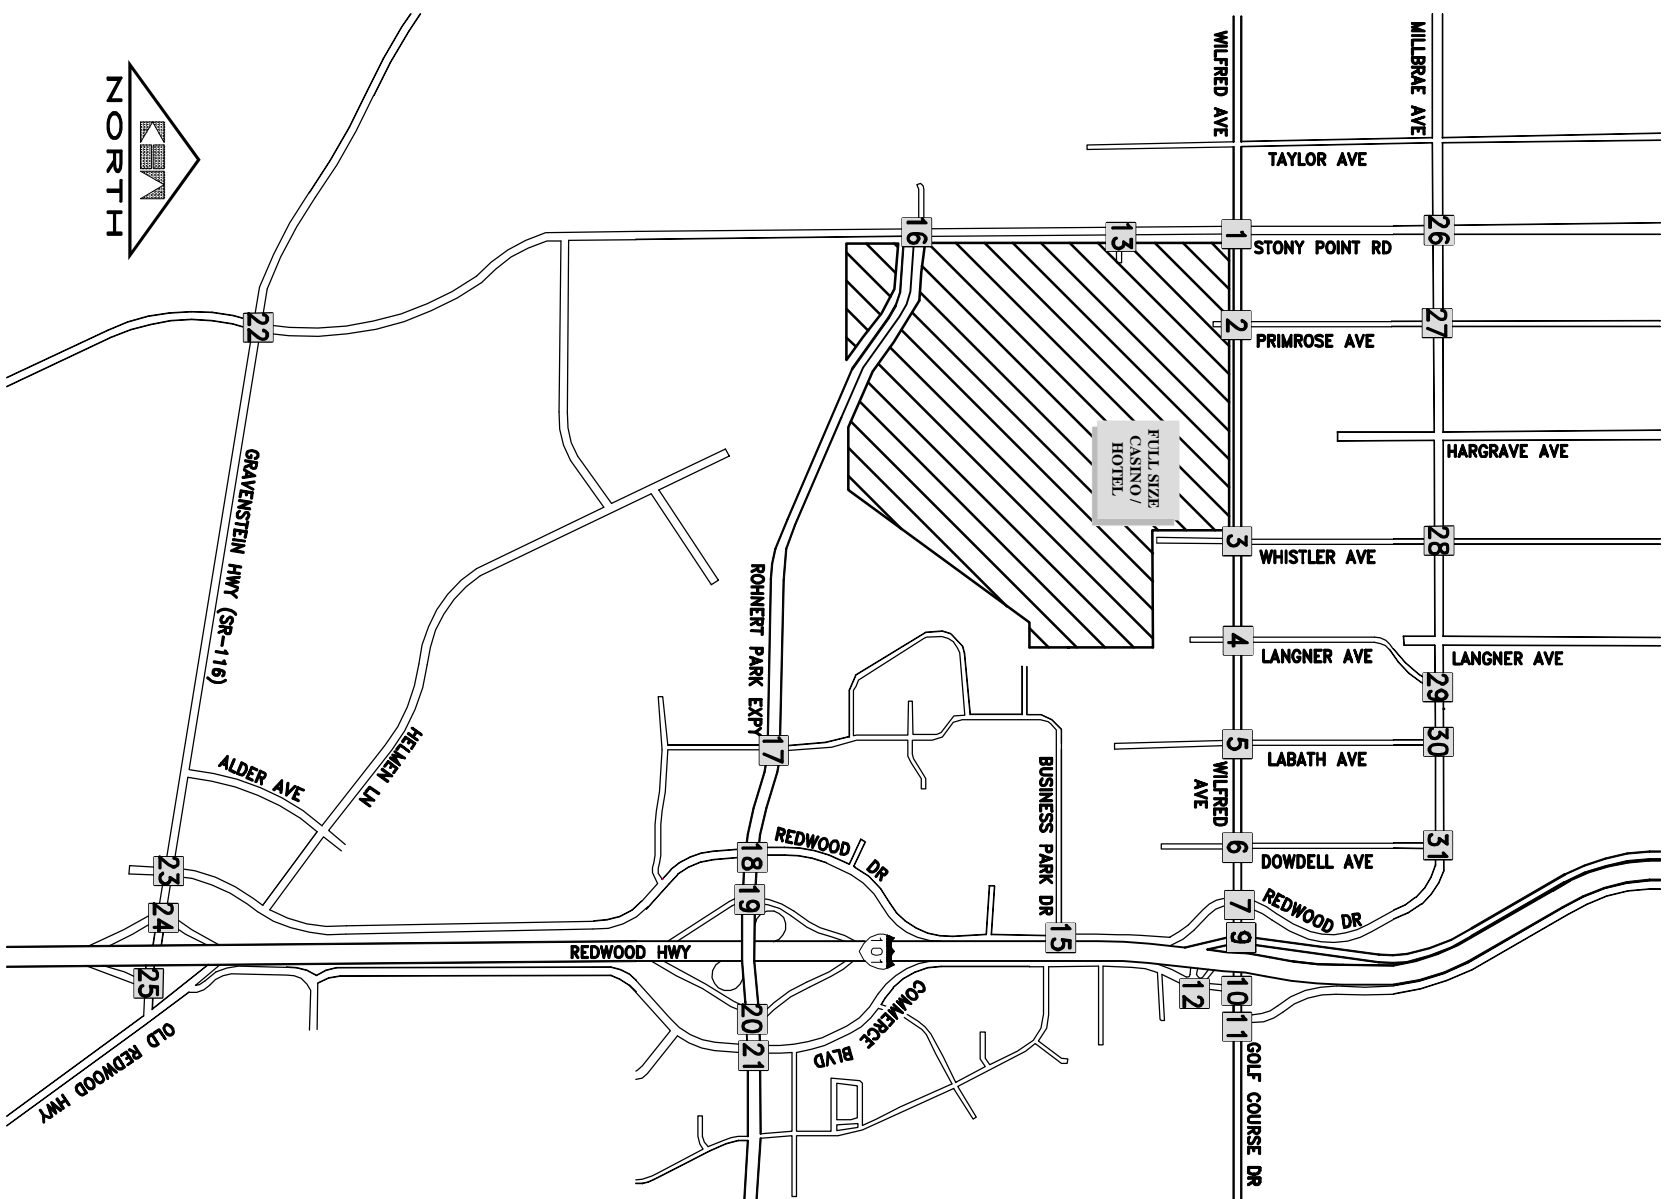 WILFRED AVE
MILLBRAE AVE
TAYLOR AVE
NORTH
16
13
1
26
STONY POINT RD
22
2
27
PRIMROSE AVE
FULL SIZE
CASINO /
HOTEL
HARGRAVE AVE
GRAVENSTEIN HWY (SR-116)
3
28
WHISTLER AVE
ROHNERT PARK EXPY
4
LANGNER AVE
LANGNER AVE
29
17
5
30
LABATH AVE
ALDER AVE
HELMEN LN
BUSINESS PARK DR
WILFRED
AVE
REDWOOD DR
18
6
31
DOWDELL AVE
23
19
7
REDWOOD DR
24
REDWOOD HWY
101
15
9
25
12
10
20
COMMERCE BLVD
11
21
OLD REDWOOD HWY
GOLF COURSE DR